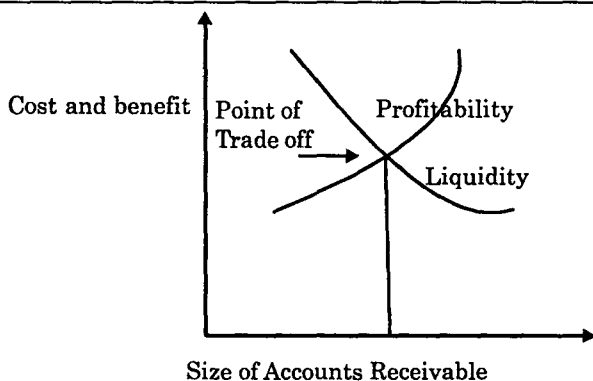 Cost and benefit
Point of
Trade off
Profitability
Liquidity
Size of Accounts Receivable